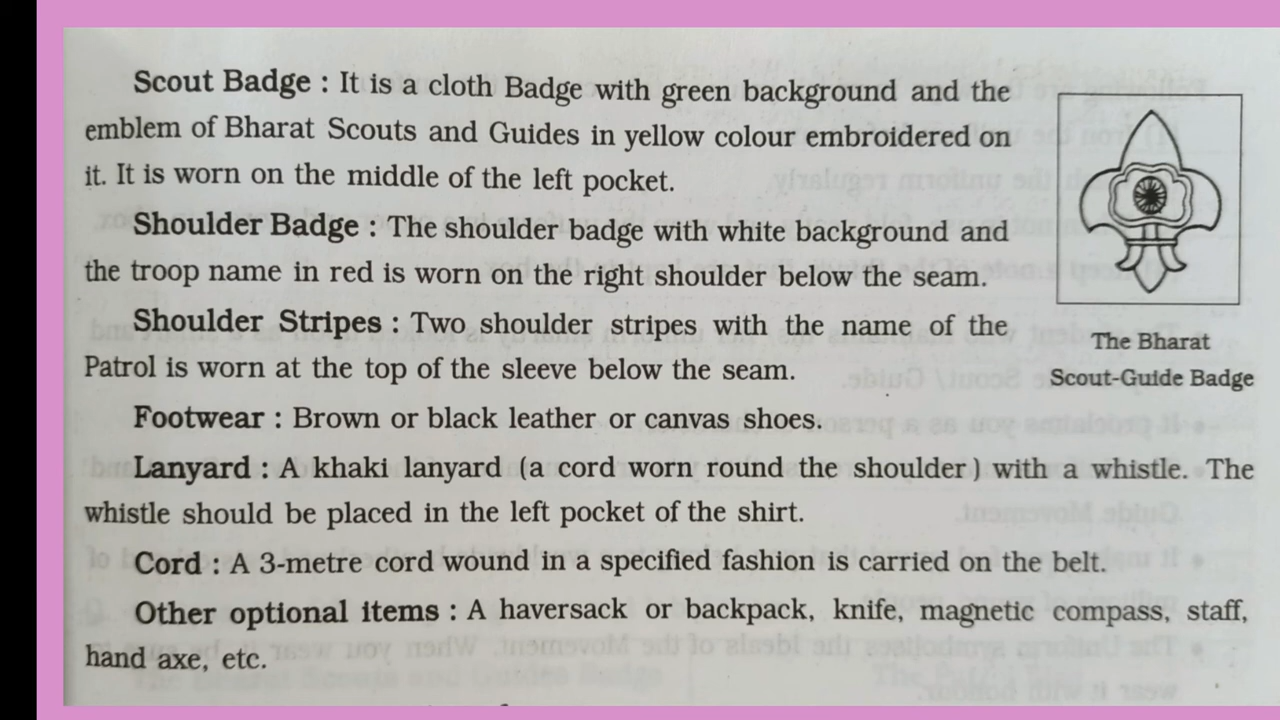 Scout Badge : It is a cloth Badge with green background and the
emblem of Bharat Scouts and Guides in yellow colour embroidered on
it. It is worn on the middle of the left pocket.
Shoulder Badge : The shoulder badge with white background and
the troop name in red is worn on the right shoulder below the seam.
Shoulder Stripes : Two shoulder stripes with the name of the
Patrol is worn at the top of the sleeve below the seam.
The Bharat
Scout-Guide Badge
Footwear : Brown or black leather or canvas shoes.
Lanyard : A khaki lanyard (a cord worn round the shoulder) with a whistle. The
whistle should be placed in the left pocket of the shirt.
Cord : A 3-metre cord wound in a specified fashion is carried on the belt.
Other optional items : A haversack or backpack, knife, magnetic compass, staff,
hand axe, etc.